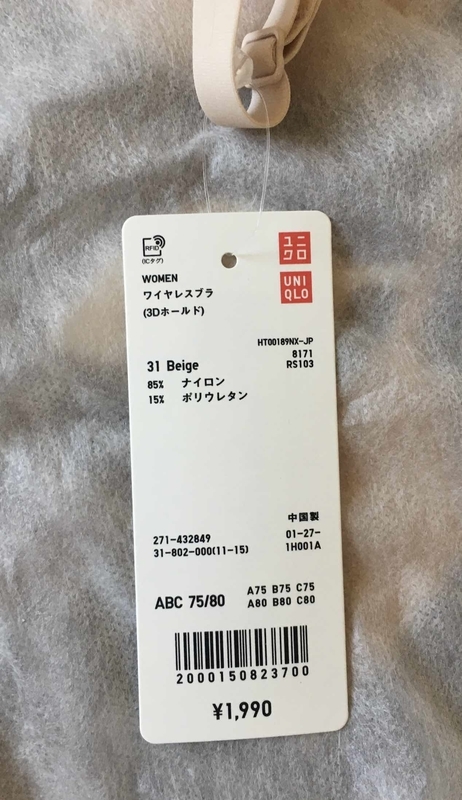 RFID
(ICタグ)
ユニ
クロ
UNI
QLO
WOMEN
ワイヤレスブラ
(3Dホールド)
HT00189NX-JP
8171
RS103
31 Beige
85% ナイロン
15% ポリウレタン
中国製
271-432849 01-27-
31-802-000(11-15) 1H001A
ABC 75/80
A75 B75 C75
A80 B80 C80
2000150823700
¥1,990